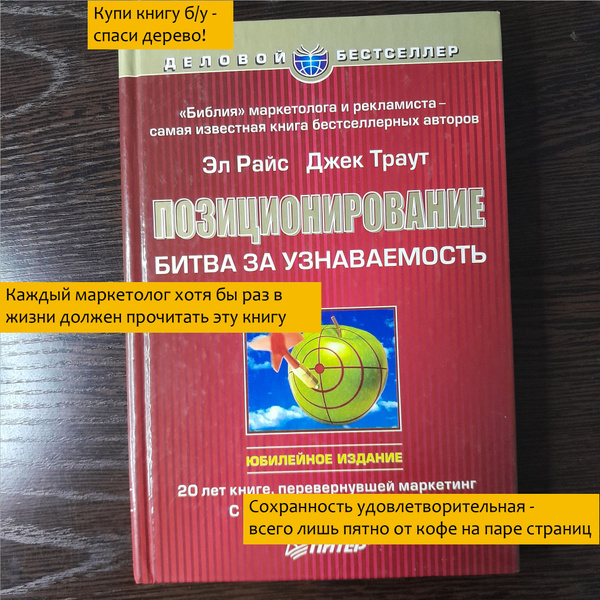 Купи книгу б/у -
спаси дерево!
ДЕЛОВОЙ БЕСТСЕЛЛЕР
«Библия» маркетолога и рекламиста –
самая известная книга бестселлерных авторов
Эл Райс Джек Траут
ПОЗИЦИОНИРОВАНИЕ
БИТВА ЗА УЗНАВАЕМОСТЬ
Каждый маркетолог хотя бы раз в
жизни должен прочитать эту книгу
ЮБИЛЕЙНОЕ ИЗДАНИЕ
20 лет книге, перевернувшей маркетинг
С
Сохранность удовлетворительная -
всего лишь пятно от кофе на паре страниц
ПИТЕР